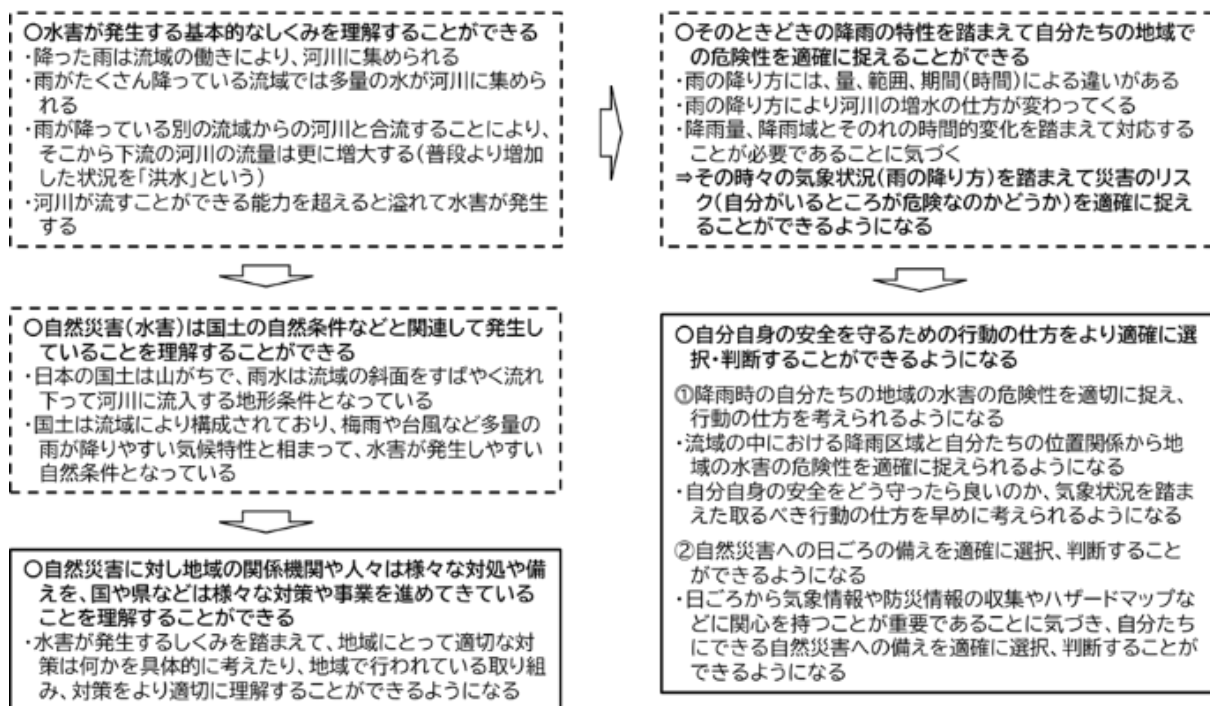 〇水害が発生する基本的なしくみを理解することができる
・降った雨は流域の働きにより、河川に集められる
・雨がたくさん降っている流域では多量の水が河川に集めら
れる
・雨が降っている別の流域からの河川と合流することにより、
そこから下流の河川の流量は更に増大する(普段より増加
した状況を「洪水」という)
・河川が流すことができる能力を超えると溢れて水害が発生
する
〇自然災害(水害)は国土の自然条件などと関連して発生し
ていることを理解することができる
・日本の国土は山がちで、雨水は流域の斜面をすばやく流れ
下って河川に流入する地形条件となっている
・国土は流域により構成されており、梅雨や台風など多量の
雨が降りやすい気候特性と相まって、水害が発生しやすい
自然条件となっている
〇自然災害に対し地域の関係機関や人々は様々な対処や備
えを、国や県などは様々な対策や事業を進めてきている
ことを理解することができる
・水害が発生するしくみを踏まえて、地域にとって適切な対
策は何かを具体的に考えたり、地域で行われている取り組
み、対策をより適切に理解することができるようになる
〇そのときどきの降雨の特性を踏まえて自分たちの地域で
の危険性を適確に捉えることができる
・雨の降り方には、量、範囲、期間(時間)による違いがある
・雨の降り方により河川の増水の仕方が変わってくる
・降雨量、降雨域とそのれの時間的変化を踏まえて対応する
ことが必要であることに気づく
⇒その時々の気象状況(雨の降り方)を踏まえて災害のリス
ク(自分がいるところが危険なのかどうか)を適確に捉え
ることができるようになる
〇自分自身の安全を守るための行動の仕方をより適確に選
択・判断することができるようになる
①降雨時の自分たちの地域の水害の危険性を適切に捉え、
行動の仕方を考えられるようになる
・流域の中における降雨区域と自分たちの位置関係から地
域の水害の危険性を適確に捉えられるようになる
・自分自身の安全をどう守ったら良いのか、気象状況を踏ま
えた取るべき行動の仕方を早めに考えられるようになる
②自然災害への日ごろの備えを適確に選択、判断すること
ができるようになる
・日ごろから気象情報や防災情報の収集やハザードマップな
どに関心を持つことが重要であることに気づき、自分たち
にできる自然災害への備えを適確に選択、判断することが
できるようになる